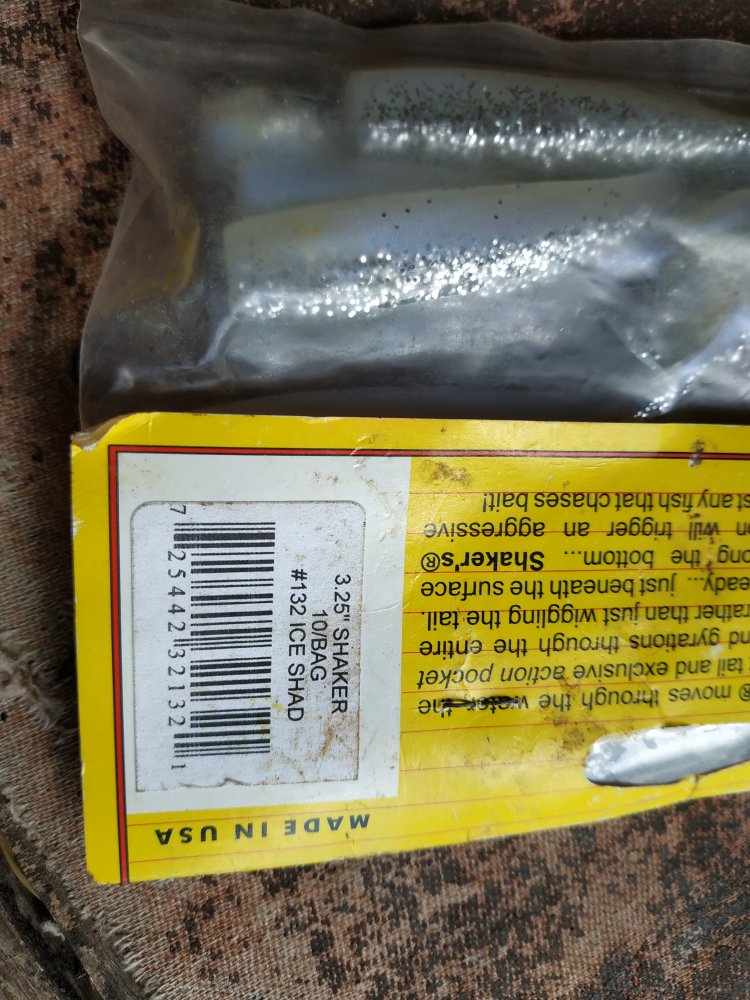 3.25" SHAKER
10/BAG
#132 ICE SHAD
7 25442 32132 1
MADE IN USA
® moves through the water the
t tail and exclusive action pocket
nd gyrations through the entire
rather than just wiggling the tail.
eady... just beneath the surface
ong the bottom... Shaker's®
on will trigger an aggressive
st any fish that chases bait!